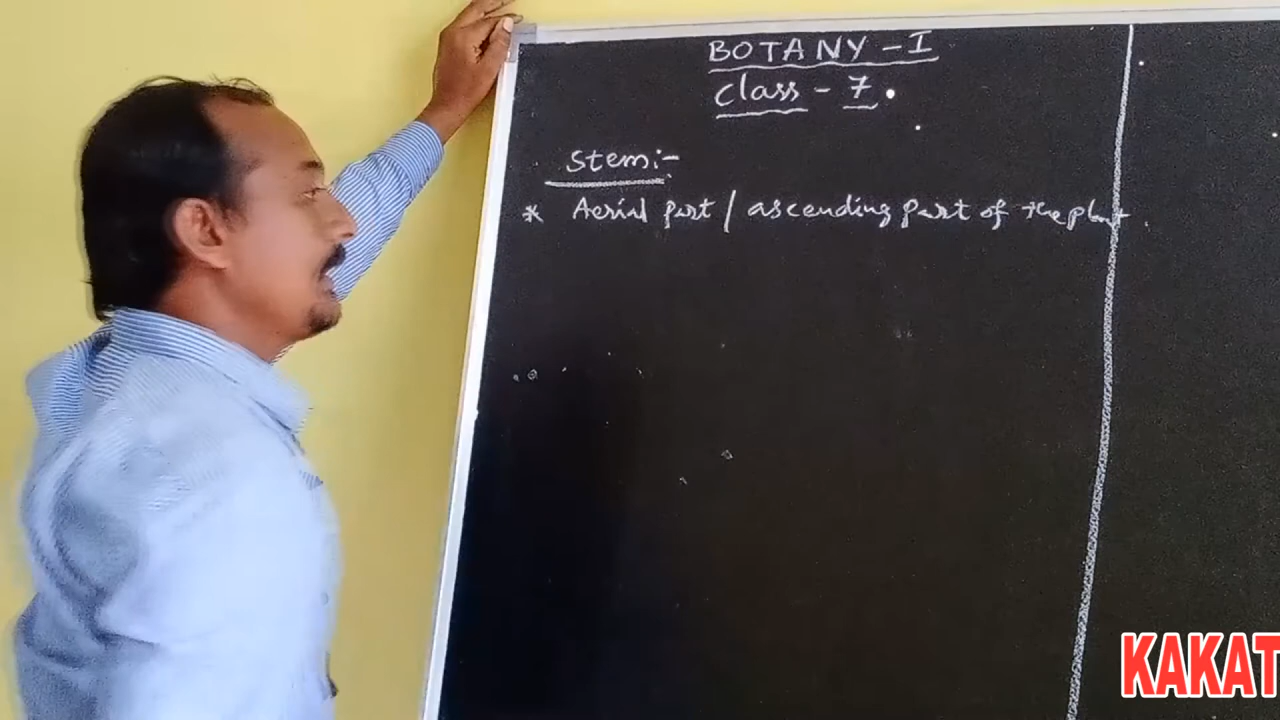 BOTANY - I
Class - 7.
Stem:-
* Aerial part / ascending part of the plant.
KAKAT